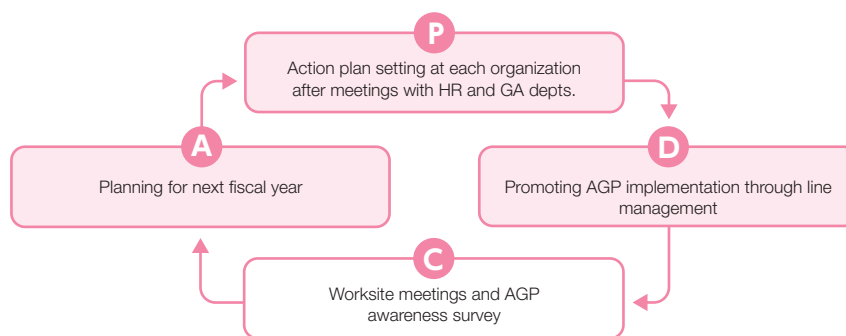 P
Action plan setting at each organization
after meetings with HR and GA depts.
A
Planning for next fiscal year
D
Promoting AGP implementation through line
management
C
Worksite meetings and AGP
awareness survey